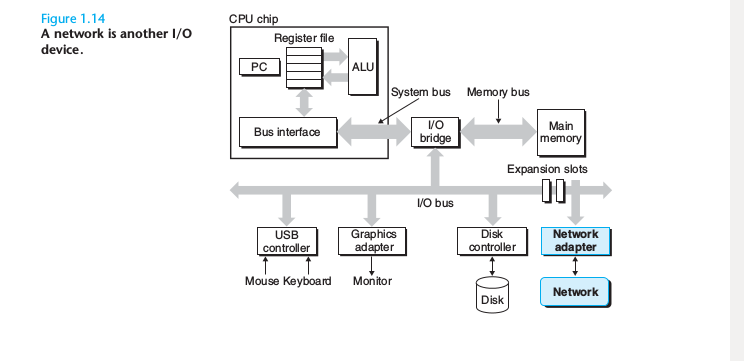 Figure 1.14
A network is another I/O
device.
CPU chip
Register file
PC
ALU
System bus
Memory bus
Bus interface
I/O
bridge
Main
memory
Expansion slots
I/O bus
USB
controller
Graphics
adapter
Disk
controller
Network
adapter
Mouse Keyboard
Monitor
Disk
Network